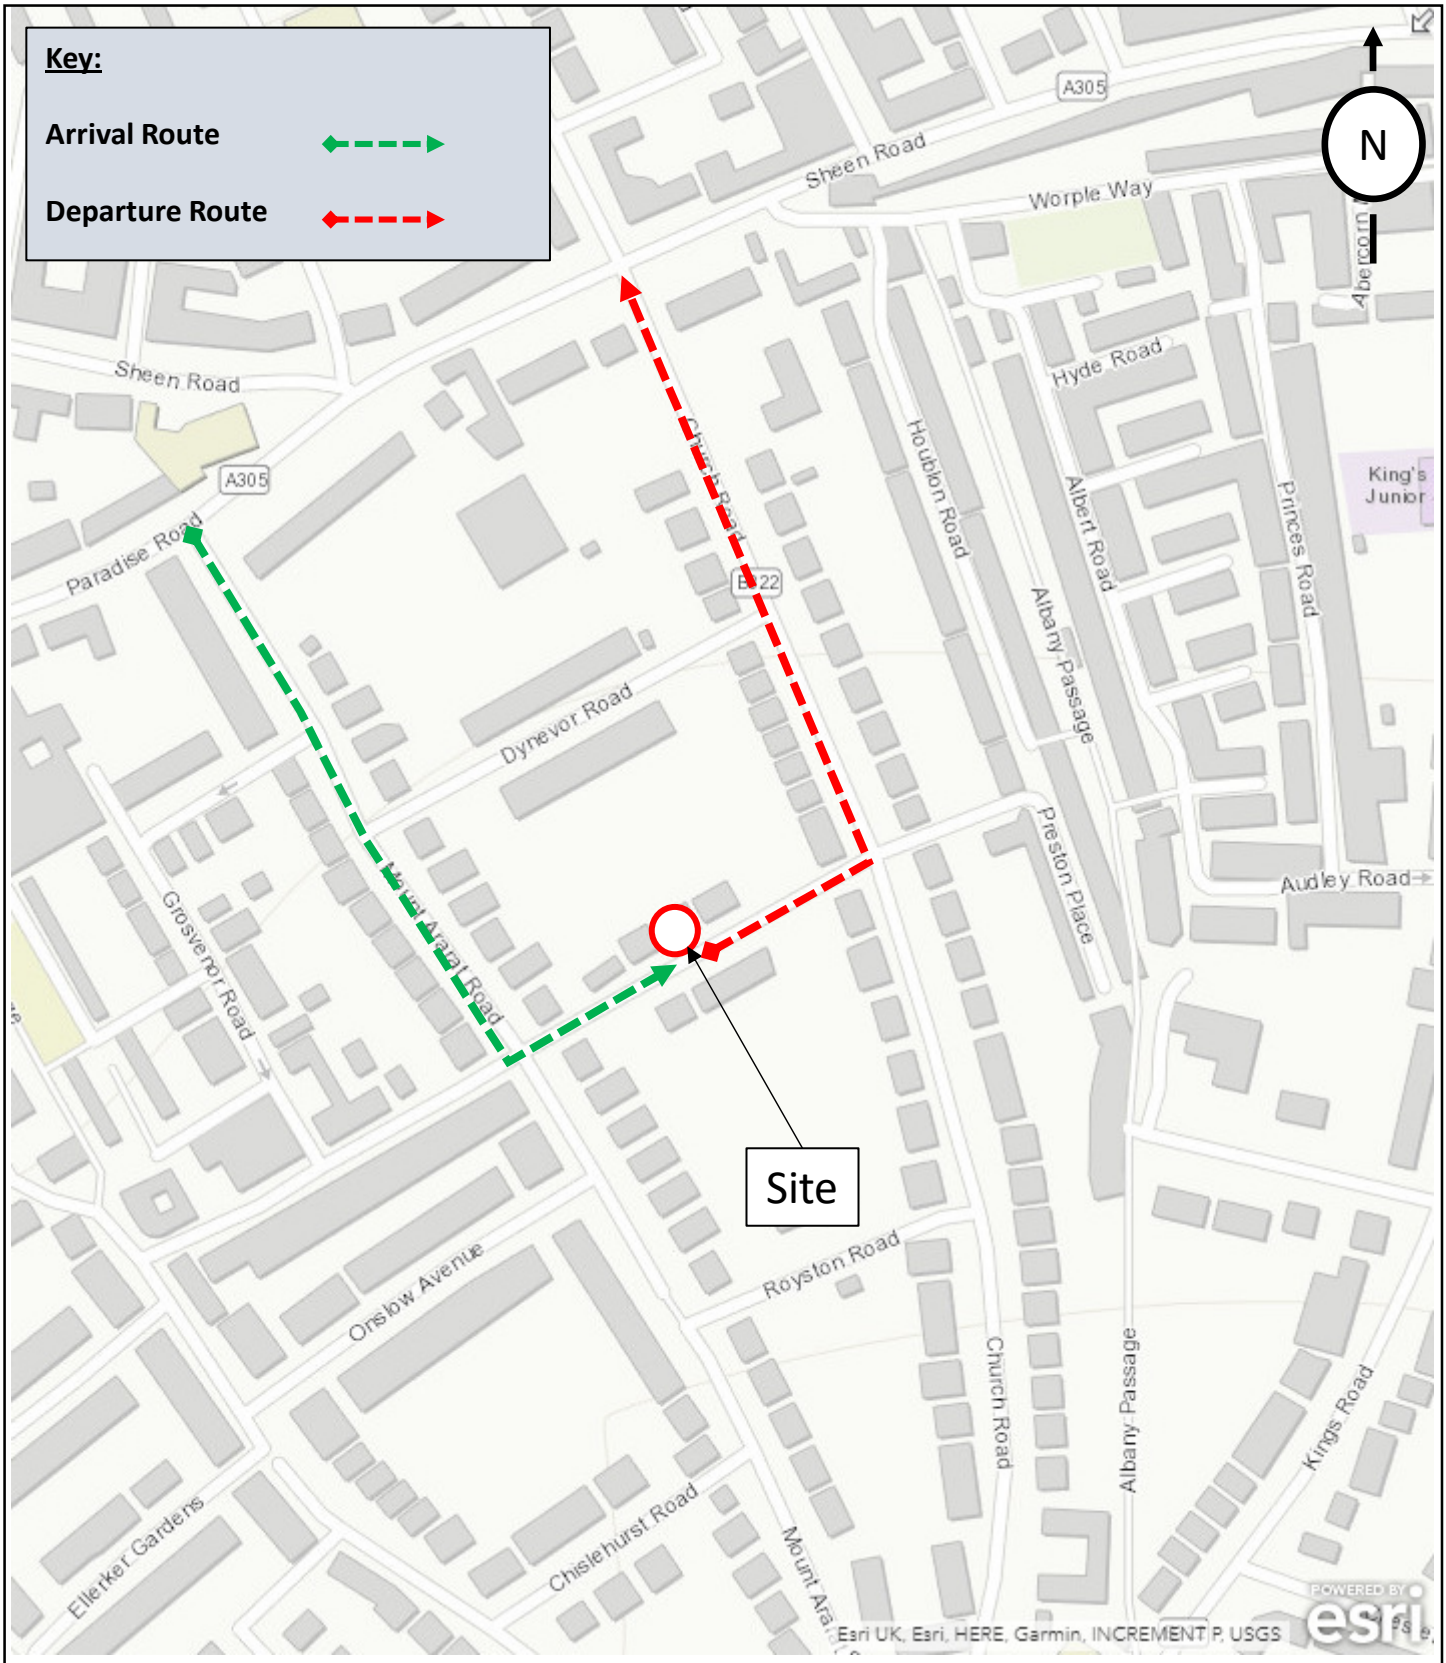 Key:
Arrival Route
Departure Route
N
A305
Sheen Road
Worple Way
Abercorn
Hyde Road
Sheen Road
A305
Paradise Road
Church Road
Houblon Road
Albert Road
Princes Road
King's
Junior
Albany Passage
Dynevor Road
Preston Place
Audley Road
Mount Ararat Road
Grosvenor Road
Site
Royston Road
Onslow Avenue
Church Road
Albany Passage
Kings Road
Chislehurst Road
Ellerker Gardens
Mount Ara
POWERED BY
esri
Esri UK, Esri, HERE, Garmin, INCREMENT P, USGS